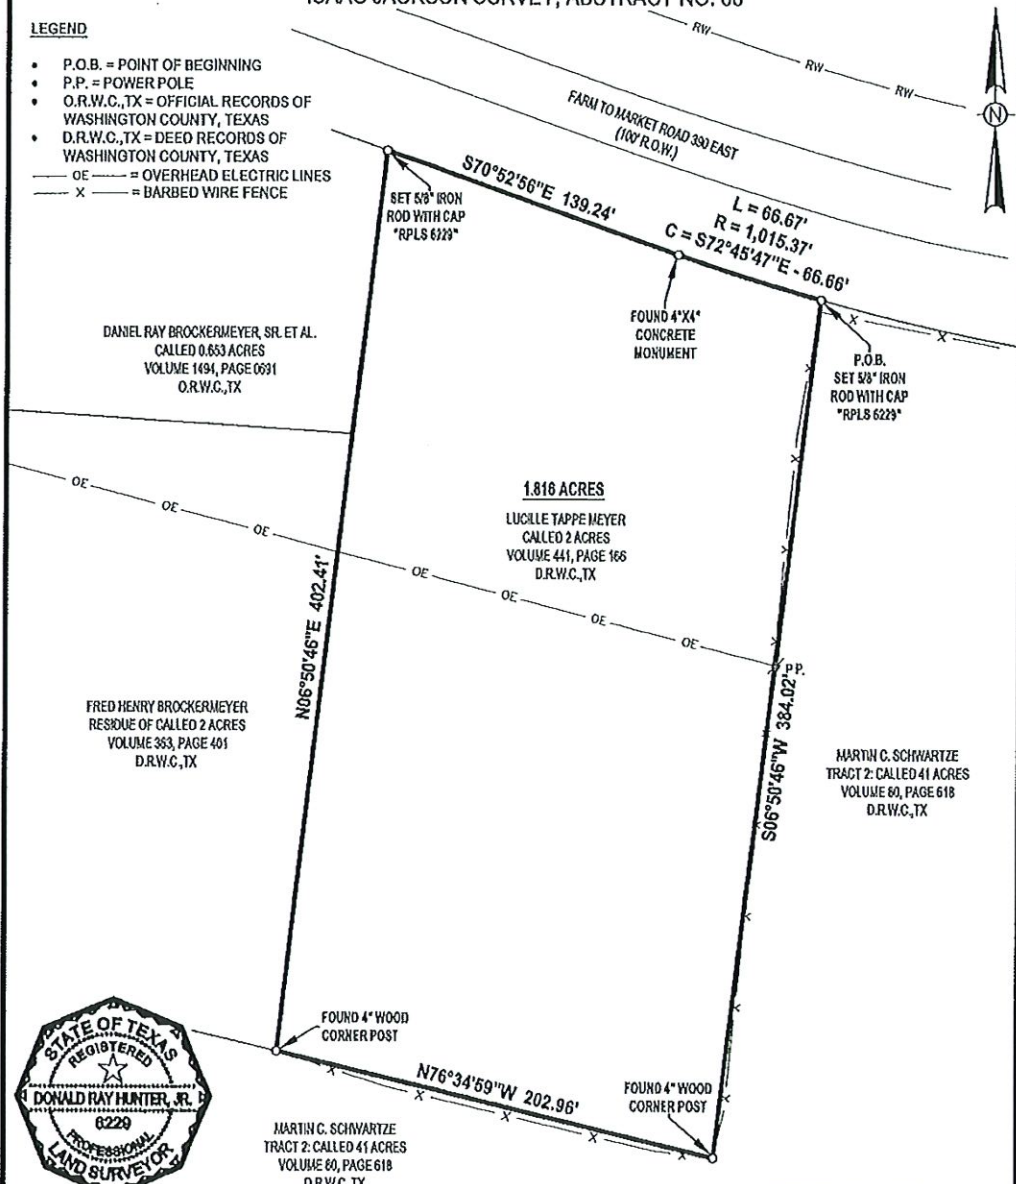 ISAAC JACKSON SURVEY, ABSTRACT NO.
LEGEND
• P.O.B. = POINT OF BEGINNING
• P.P. = POWER POLE
• O.R.W.C.,TX = OFFICIAL RECORDS OF
WASHINGTON COUNTY, TEXAS
• D.R.W.C.,TX = DEED RECORDS OF
WASHINGTON COUNTY, TEXAS
OE = OVERHEAD ELECTRIC LINES
X = BARBED WIRE FENCE
RW
RW
RW
N
FARM TO MARKET ROAD 390 EAST
(100' R.O.W.)
S70°52'56"E 139.24'
L = 66.67'
R = 1,015.37'
C = S72°45'47"E - 66.66'
SET 5/8" IRON
ROD WITH CAP
"RPLS 6229"
FOUND 4"X4"
CONCRETE
MONUMENT
P.O.B.
SET 5/8" IRON
ROD WITH CAP
"RPLS 6229"
DANIEL RAY BROCKERMEYER, SR. ET AL.
CALLED 0.653 ACRES
VOLUME 1494, PAGE 0691
O.R.W.C.,TX
1.816 ACRES
LUCILLE TAPPE MEYER
CALLED 2 ACRES
VOLUME 441, PAGE 166
D.R.W.C.,TX
OE
OE
OE
OE
OE
OE
OE
P.P.
N06°50'46"E 402.41'
S06°50'46"W 384.02'
FRED HENRY BROCKERMEYER
RESIDUE OF CALLED 2 ACRES
VOLUME 363, PAGE 401
D.R.W.C.,TX
MARTIN C. SCHWARTZE
TRACT 2: CALLED 41 ACRES
VOLUME 60, PAGE 618
D.R.W.C.,TX
FOUND 4" WOOD
CORNER POST
N76°34'59"W 202.96'
FOUND 4" WOOD
CORNER POST
STATE OF TEXAS
REGISTERED
DONALD RAY HUNTER, JR.
6229
PROFESSIONAL
LAND SURVEYOR
MARTIN C. SCHWARTZE
TRACT 2: CALLED 41 ACRES
VOLUME 60, PAGE 618
D.R.W.C.,TX